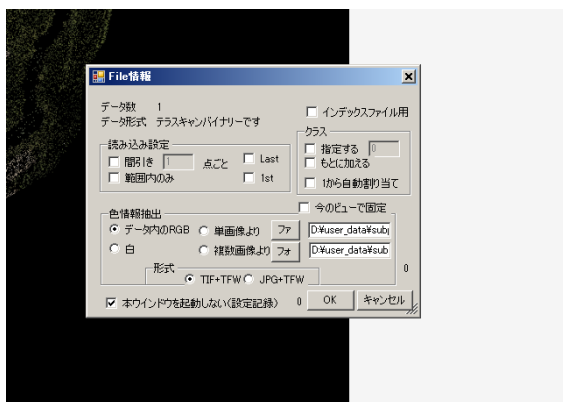 File情報
データ数 1
データ形式 テラスキャンバイナリーです
インデックスファイル用
読み込み設定
間引き 1 点ごと Last
範囲内のみ 1st
クラス
指定する 0
もとに加える
1から自動割り当て
今のビューで固定
色情報抽出
データ内のRGB 単画像より ファ D:¥user_data¥subj
白 複数画像より フォ D:¥user_data¥sub
形式
TIF+TFW JPG+TFW
0
本ウインドウを起動しない(設定記録) 0 OK キャンセル